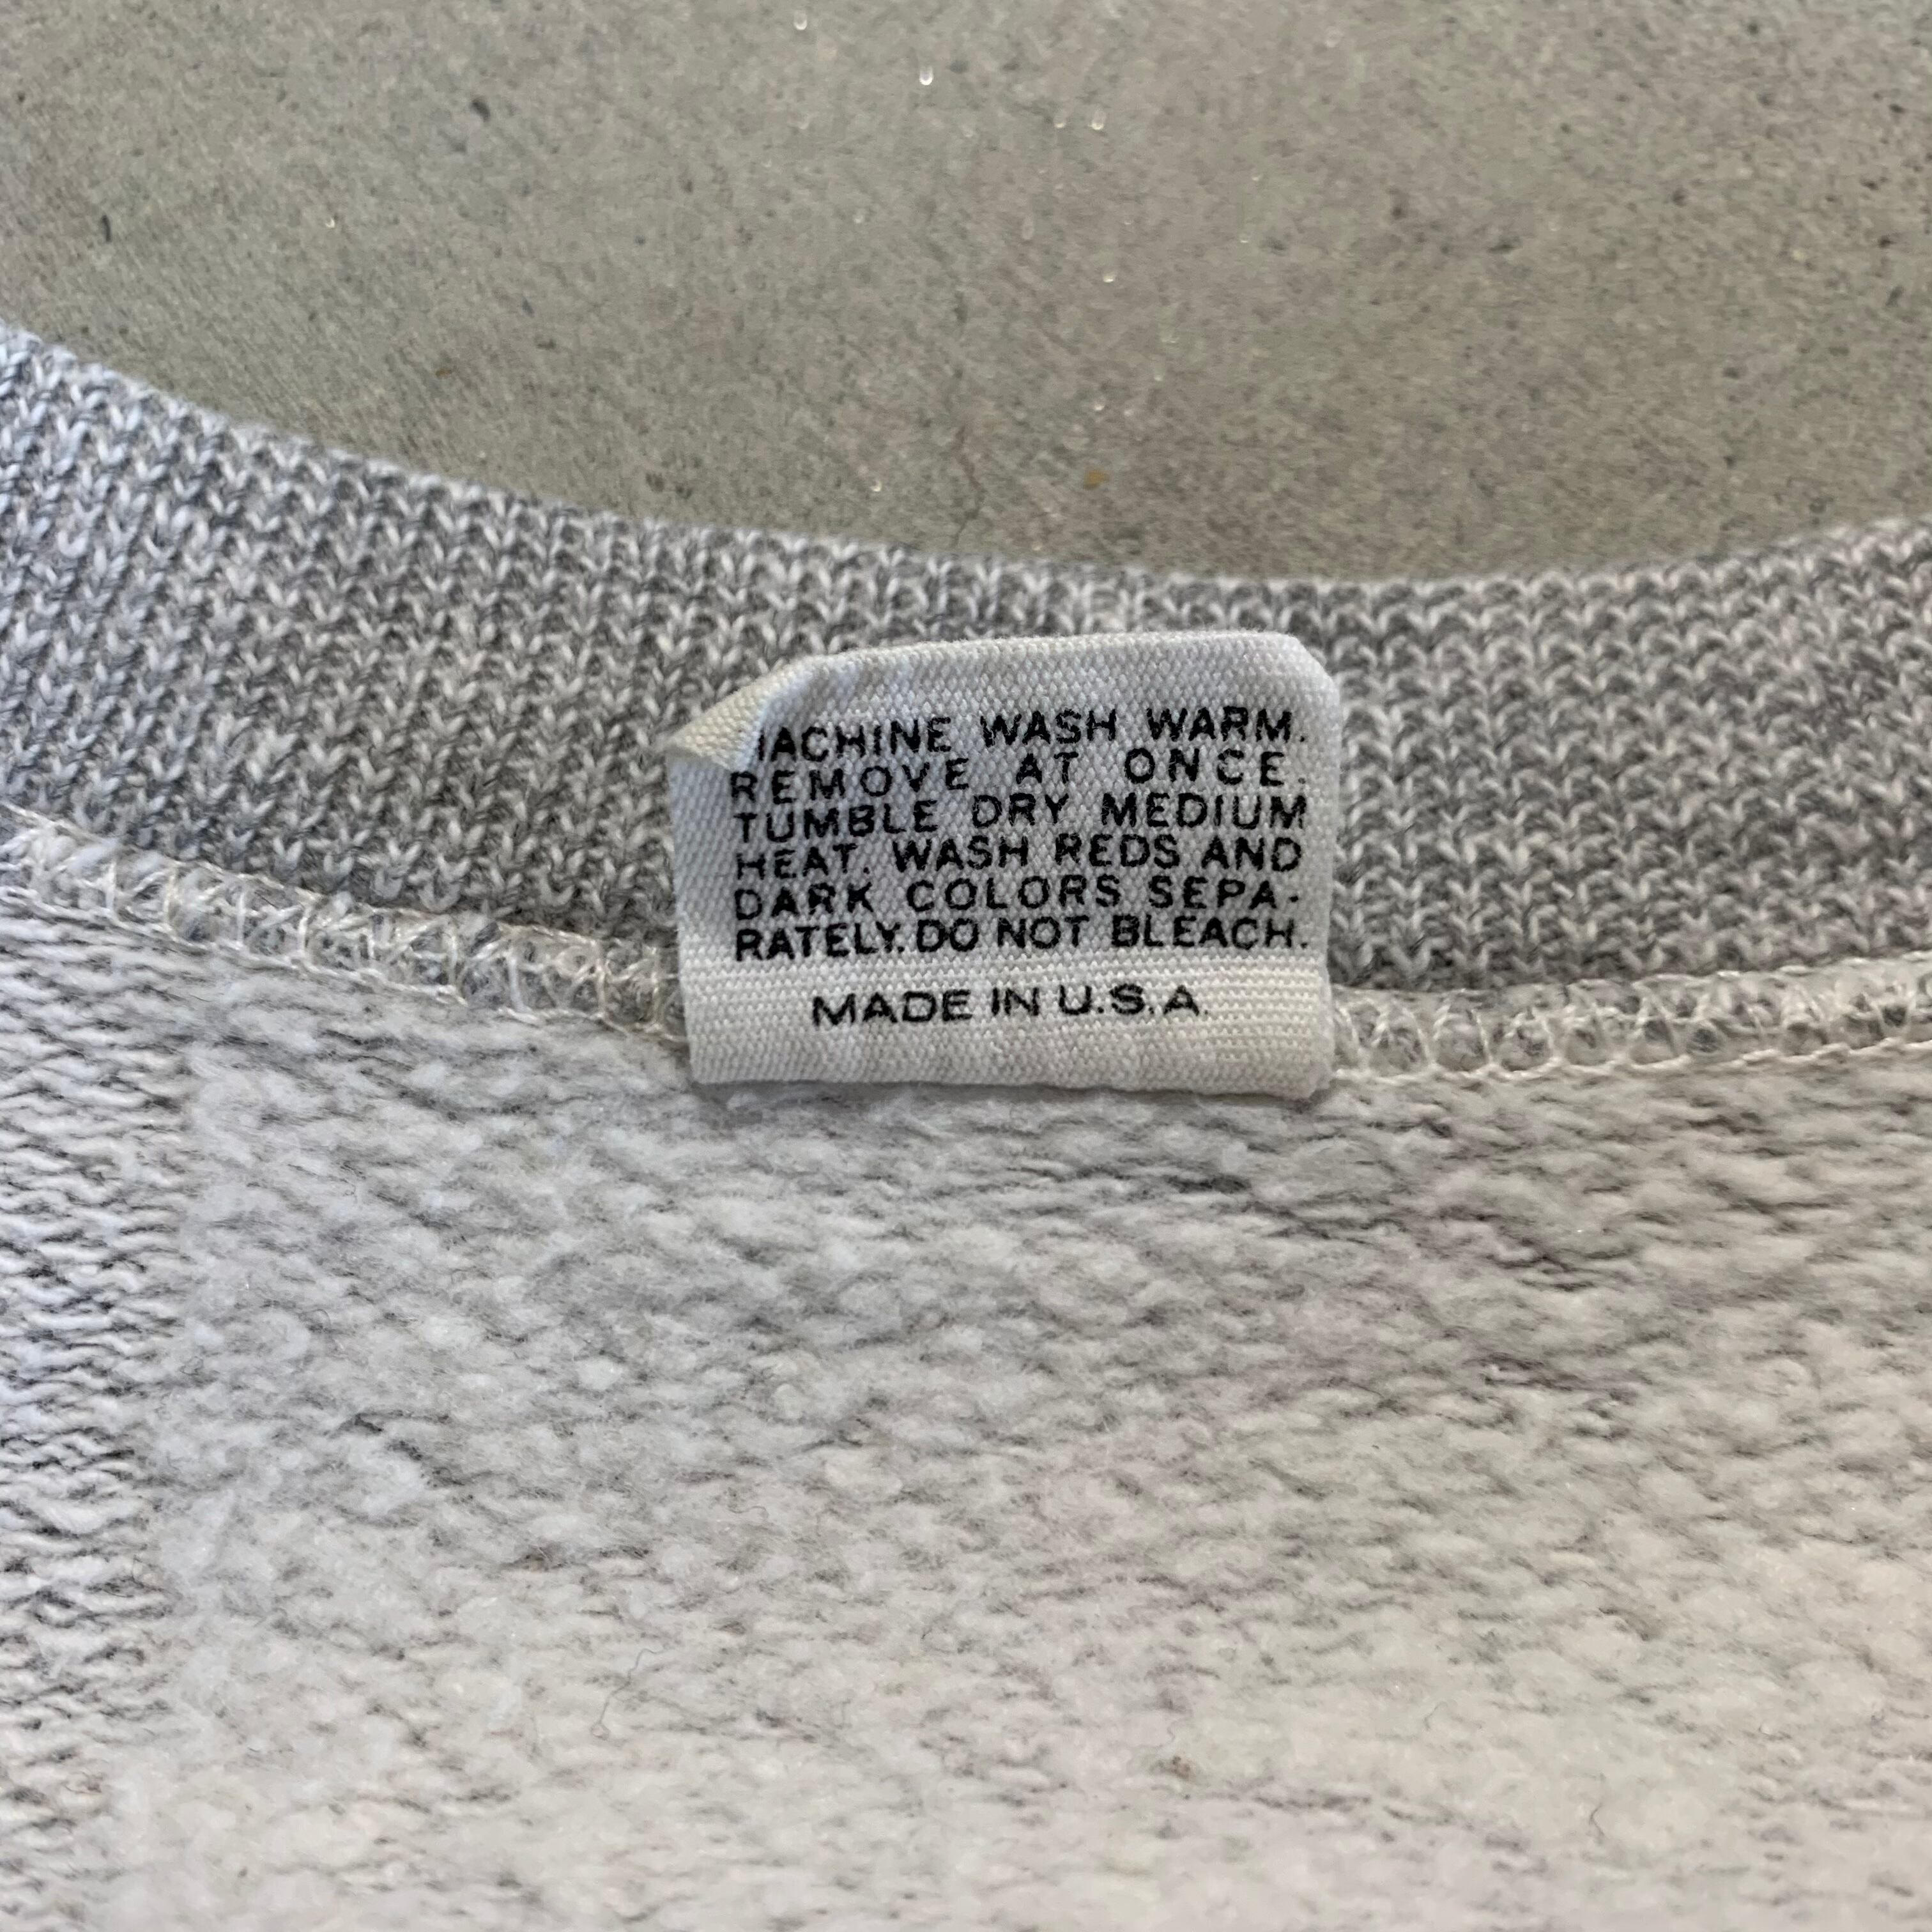 MACHINE WASH WARM.
REMOVE AT ONCE.
TUMBLE DRY MEDIUM
HEAT. WASH REDS AND
DARK COLORS SEPA-
RATELY. DO NOT BLEACH.
MADE IN U.S.A.